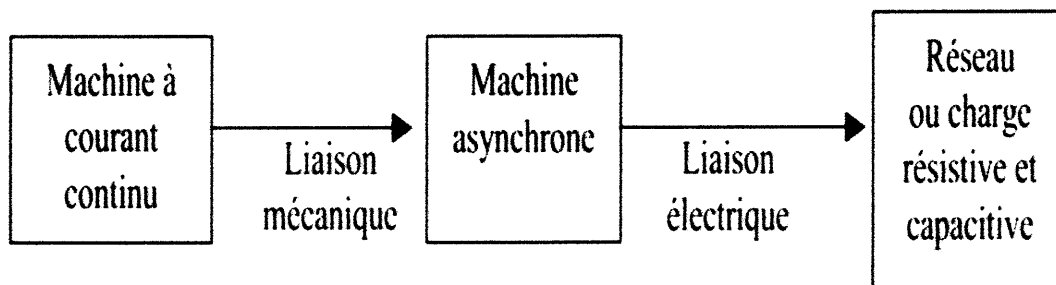 Machine à
courant
continu
Liaison
mécanique
Machine
asynchrone
Liaison
électrique
Réseau
ou charge
résistive et
capacitive